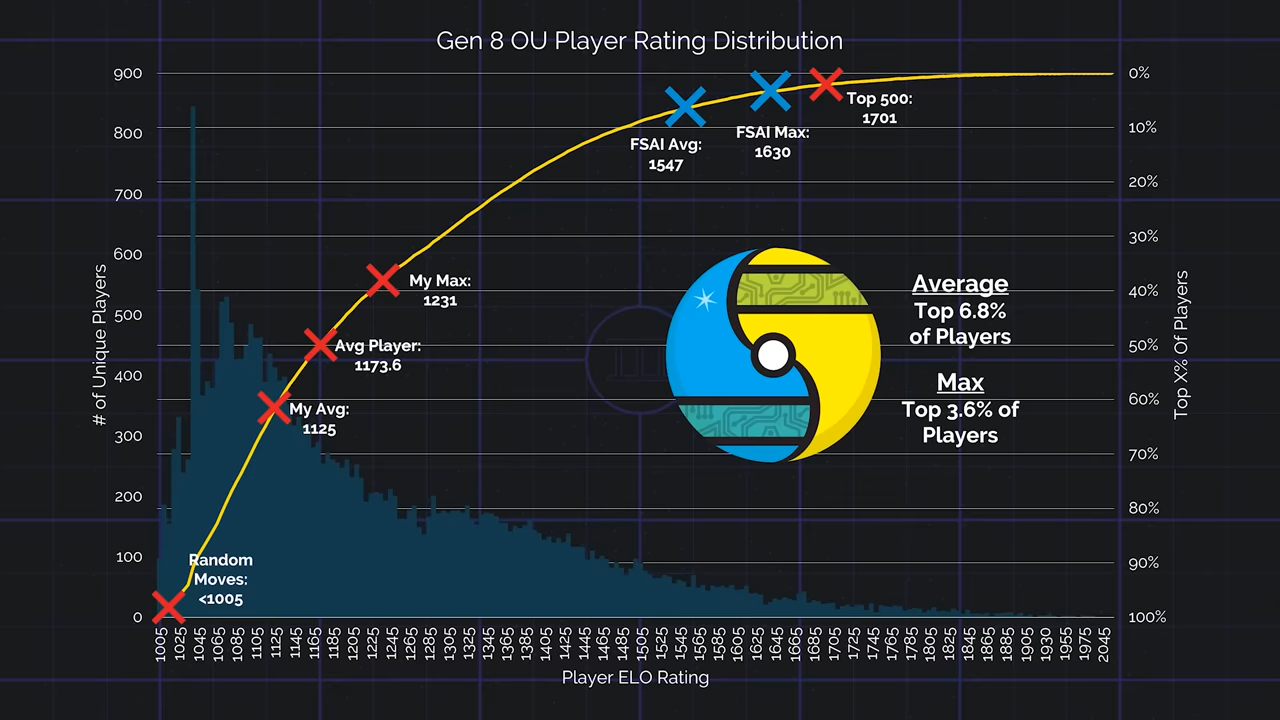 Gen 8 OU Player Rating Distribution
900
800
700
600
500
400
300
200
100
0
# of Unique Players
0%
10%
20%
30%
40%
50%
60%
70%
80%
90%
100%
Top X% Of Players
Top 500:
1701
FSAI Max:
1630
FSAI Avg:
1547
My Max:
1231
Avg Player:
1173.6
My Avg:
1125
Random
Moves:
<1005
Average
Top 6.8%
of Players
Max
Top 3.6% of
Players
1005 1025 1045 1065 1085 1105 1125 1145 1165 1185 1205 1225 1245 1265 1285 1305 1325 1345 1365 1385 1405 1425 1445 1465 1485 1505 1525 1545 1565 1585 1605 1625 1645 1665 1685 1705 1725 1745 1765 1785 1805 1825 1845 1865 1885 1905 1930 1955 1975 2045
Player ELO Rating